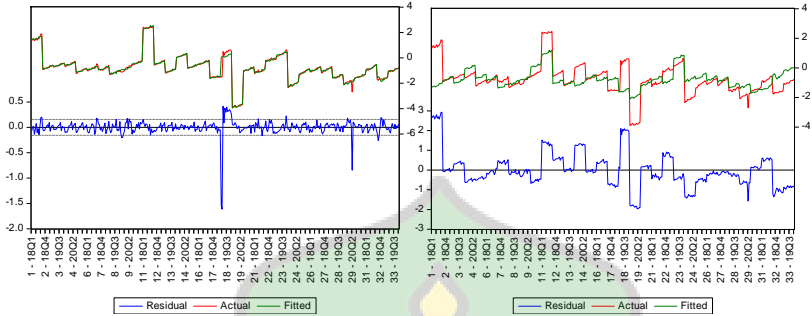 4
2
0
-2
-4
-6
0.5
0.0
-0.5
-1.0
-1.5
-2.0
1 - 18Q1
2 - 18Q4
3 - 19Q3
4 - 20Q2
6 - 18Q1
7 - 18Q4
8 - 19Q3
9 - 20Q2
11 - 18Q1
12 - 18Q4
13 - 19Q3
14 - 20Q2
16 - 18Q1
17 - 18Q4
18 - 19Q3
19 - 20Q2
21 - 18Q1
22 - 18Q4
23 - 19Q3
24 - 20Q2
26 - 18Q1
27 - 18Q4
28 - 19Q3
29 - 20Q2
31 - 18Q1
32 - 18Q4
33 - 19Q3
Residual Actual Fitted
4
2
0
-2
-4
3
2
1
0
-1
-2
-3
1 - 18Q1
2 - 18Q4
3 - 19Q3
4 - 20Q2
6 - 18Q1
7 - 18Q4
8 - 19Q3
9 - 20Q2
11 - 18Q1
12 - 18Q4
13 - 19Q3
14 - 20Q2
16 - 18Q1
17 - 18Q4
18 - 19Q3
19 - 20Q2
21 - 18Q1
22 - 18Q4
23 - 19Q3
24 - 20Q2
26 - 18Q1
27 - 18Q4
28 - 19Q3
29 - 20Q2
31 - 18Q1
32 - 18Q4
33 - 19Q3
Residual Actual Fitted